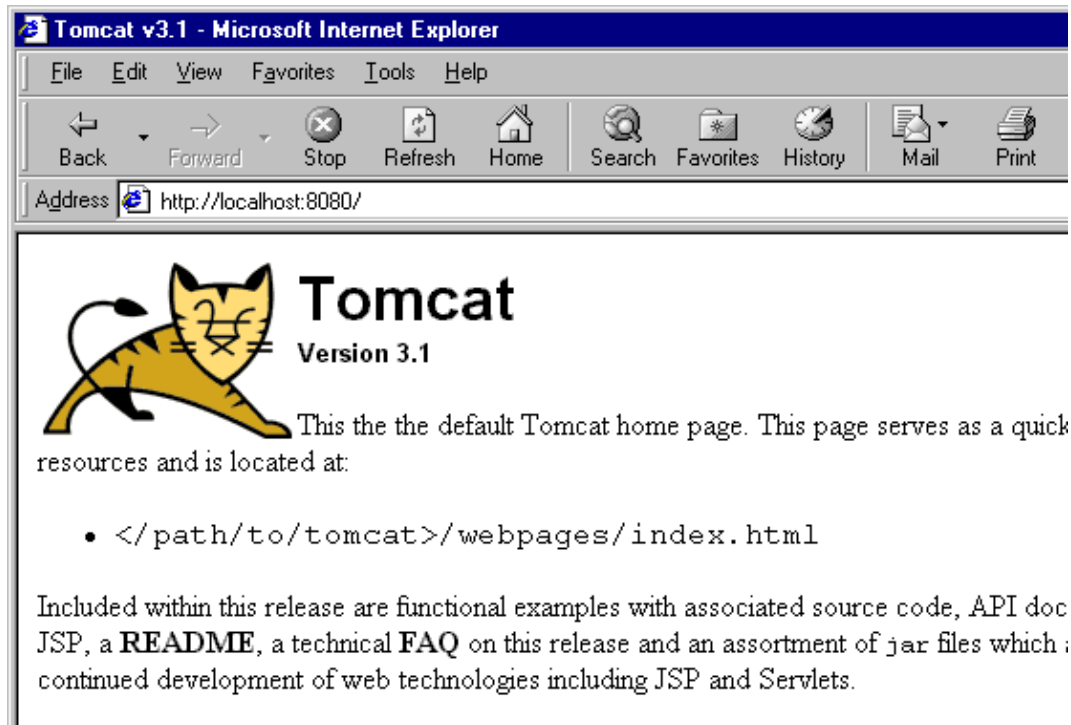 Tomcat v3.1 - Microsoft Internet Explorer
File Edit View Favorites Tools Help
Back Forward Stop Refresh Home Search Favorites History Mail Print
Address http://localhost:8080/
Tomcat
Version 3.1
This the the default Tomcat home page. This page serves as a quick
resources and is located at:
• </path/to/tomcat>/webpages/index.html
Included within this release are functional examples with associated source code, API doc
JSP, a README, a technical FAQ on this release and an assortment of jar files which a
continued development of web technologies including JSP and Servlets.